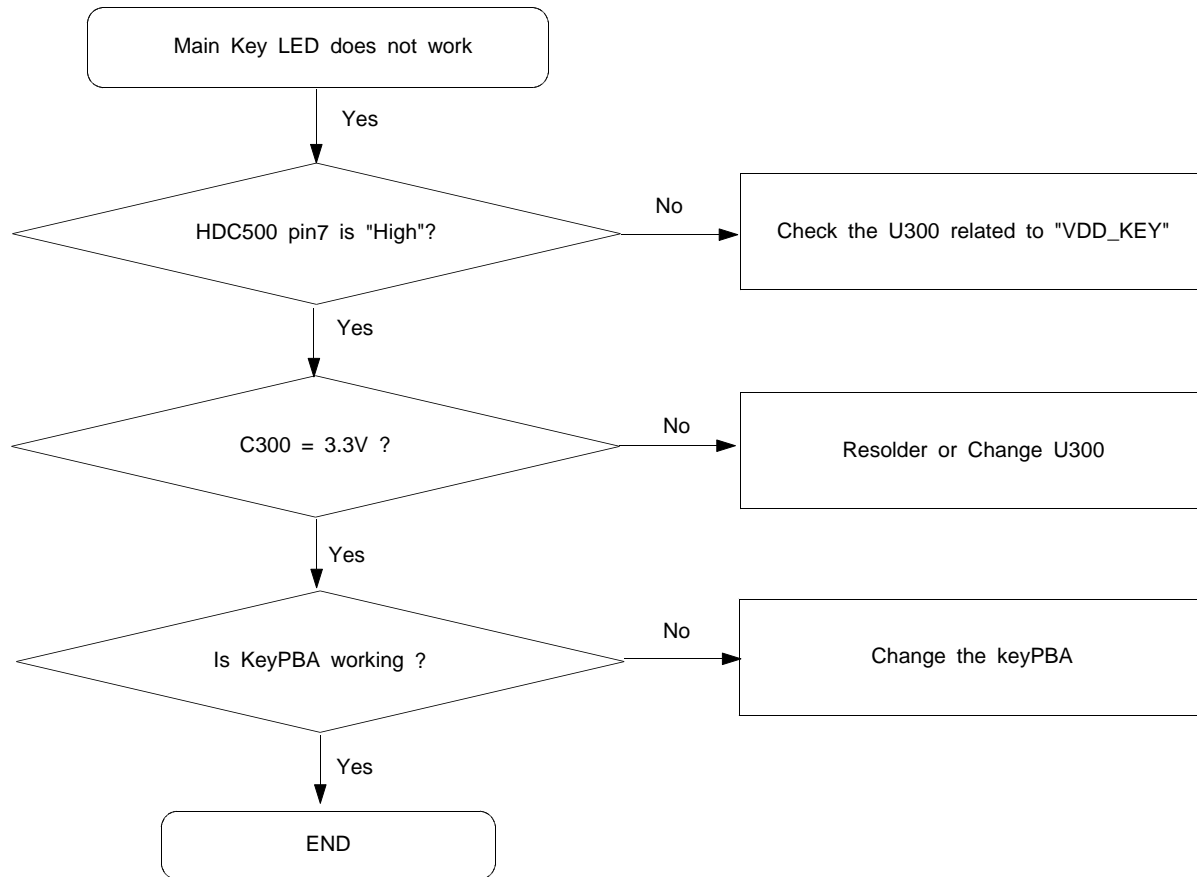 Main Key LED does not work
Yes
HDC500 pin7 is "High"?
No
Check the U300 related to "VDD_KEY"
Yes
C300 = 3.3V ?
No
Resolder or Change U300
Yes
Is KeyPBA working ?
No
Change the keyPBA
Yes
END